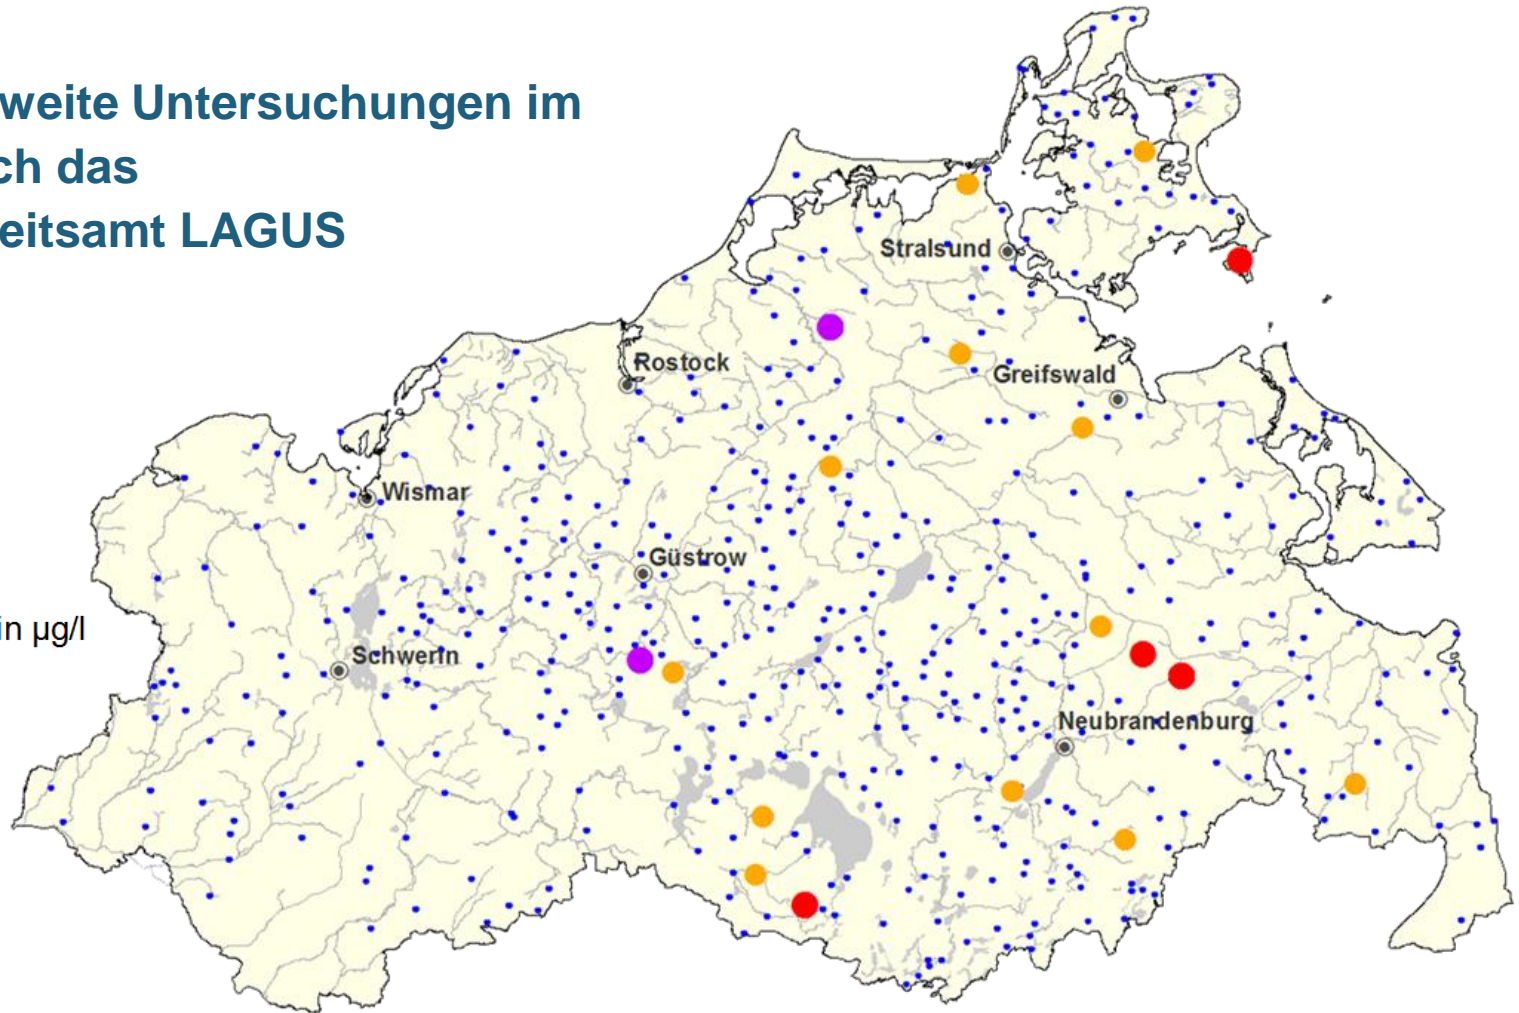 weite Untersuchungen im
ch das
eitsamt LAGUS
Stralsund
Rostock
Greifswald
Wismar
Güstrow
in µg/l
Schwerin
Neubrandenburg